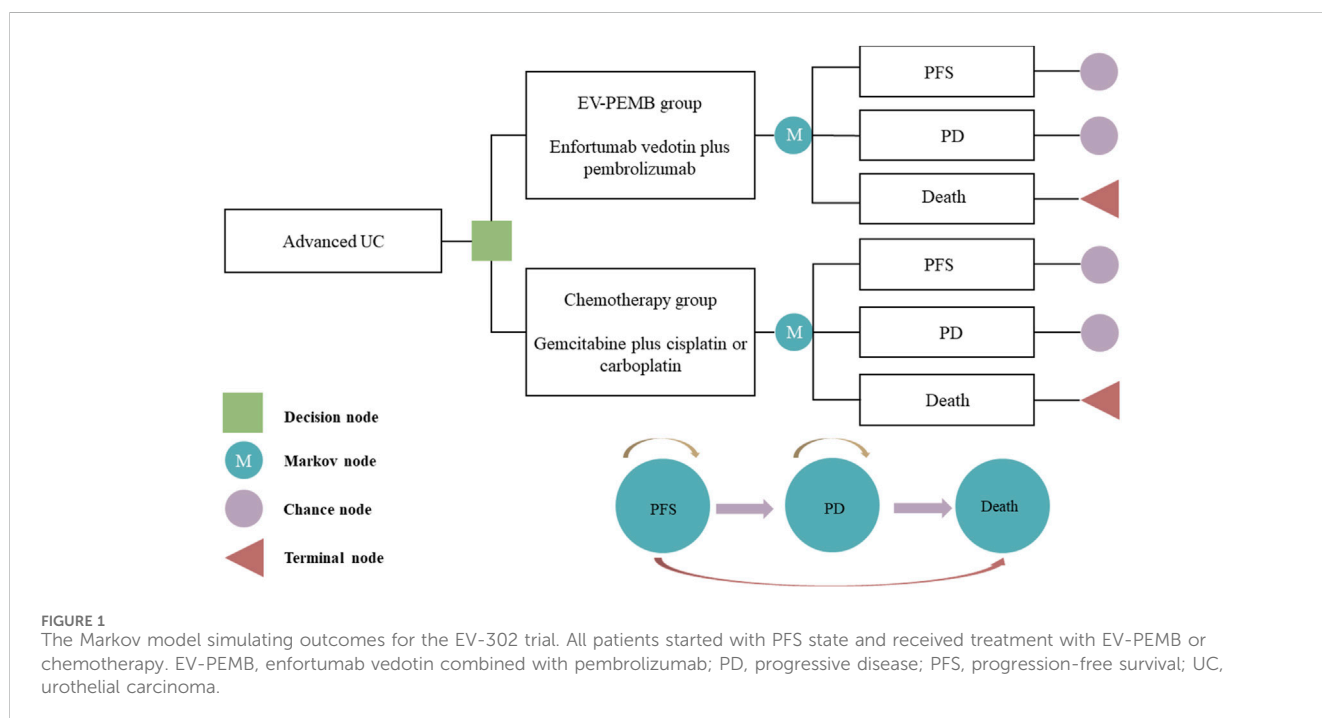 PFS
EV-PEMB group
Enfortumab vedotin plus
pembrolizumab
M
PD
Death
Advanced UC
PFS
Chemotherapy group
Gemcitabine plus cisplatin or
carboplatin
M
PD
Death
Decision node
M
Markov node
Chance node
Terminal node
PFS
PD
Death
FIGURE 1
The Markov model simulating outcomes for the EV-302 trial. All patients started with PFS state and received treatment with EV-PEMB or
chemotherapy. EV-PEMB, enfortumab vedotin combined with pembrolizumab; PD, progressive disease; PFS, progression-free survival; UC,
urothelial carcinoma.